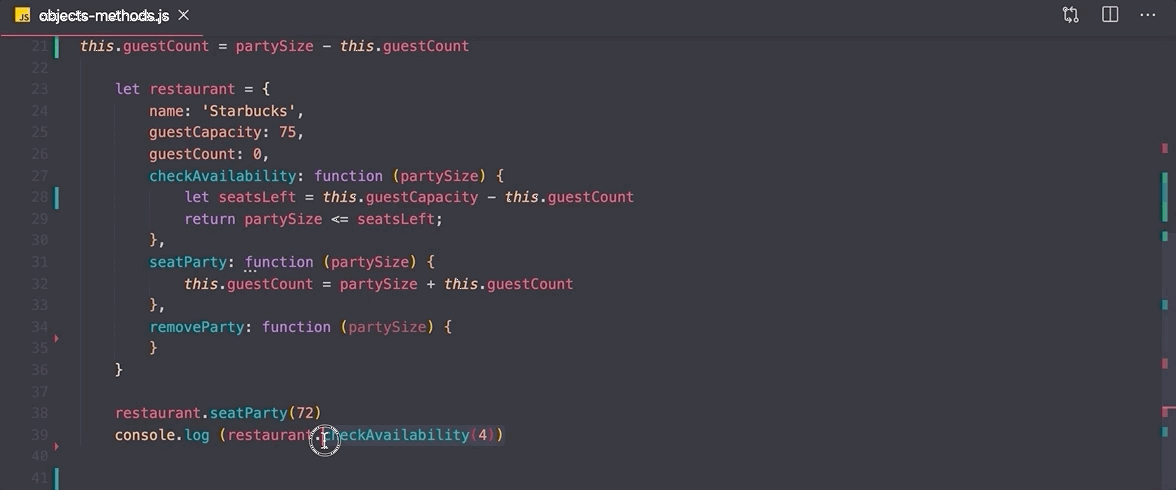 JS objects-methods.js
21 this.guestCount = partySize – this.guestCount
22
23 let restaurant = {
24 name: 'Starbucks',
25 guestCapacity: 75,
26 guestCount: 0,
27 checkAvailability: function (partySize) {
28 let seatsLeft = this.guestCapacity – this.guestCount
29 return partySize <= seatsLeft;
30 },
31 seatParty: function (partySize) {
32 this.guestCount = partySize + this.guestCount
33 },
34 removeParty: function (partySize) {
35 }
36 }
37
38 restaurant.seatParty(72)
39 console.log (restaurant.checkAvailability(4))
40
41